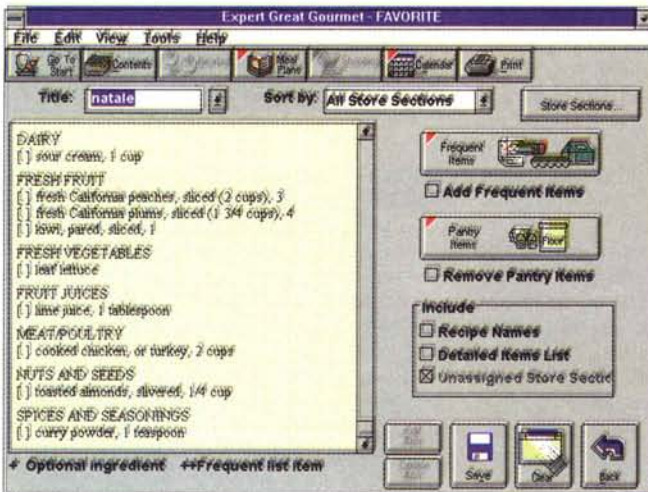 Expert Great Gourmet - FAVORITE
File Edit View Tools Help
Go To Start
Contents
Meal Plans
Calendar
Print
Title: natale
Sort by: All Store Sections
Store Sections...
DAIRY
[ ] sour cream, 1 cup
FRESH FRUIT
[ ] fresh California peaches, sliced (2 cups), 3
[ ] fresh California plums, sliced (1 3/4 cups), 4
[ ] kiwi, pared, sliced, 1
FRESH VEGETABLES
[ ] leaf lettuce
FRUIT JUICES
[ ] lime juice, 1 tablespoon
MEAT/POULTRY
[ ] cooked chicken, or turkey, 2 cups
NUTS AND SEEDS
[ ] toasted almonds, slivered, 1/4 cup
SPICES AND SEASONINGS
[ ] curry powder, 1 teaspoon
Frequent Items
Add Frequent Items
Pantry Items
Flour
Remove Pantry Items
Include
Recipe Names
Detailed Items List
Unassigned Store Sectic
+ Optional ingredient ++Frequent list item
Save
Clear
Back